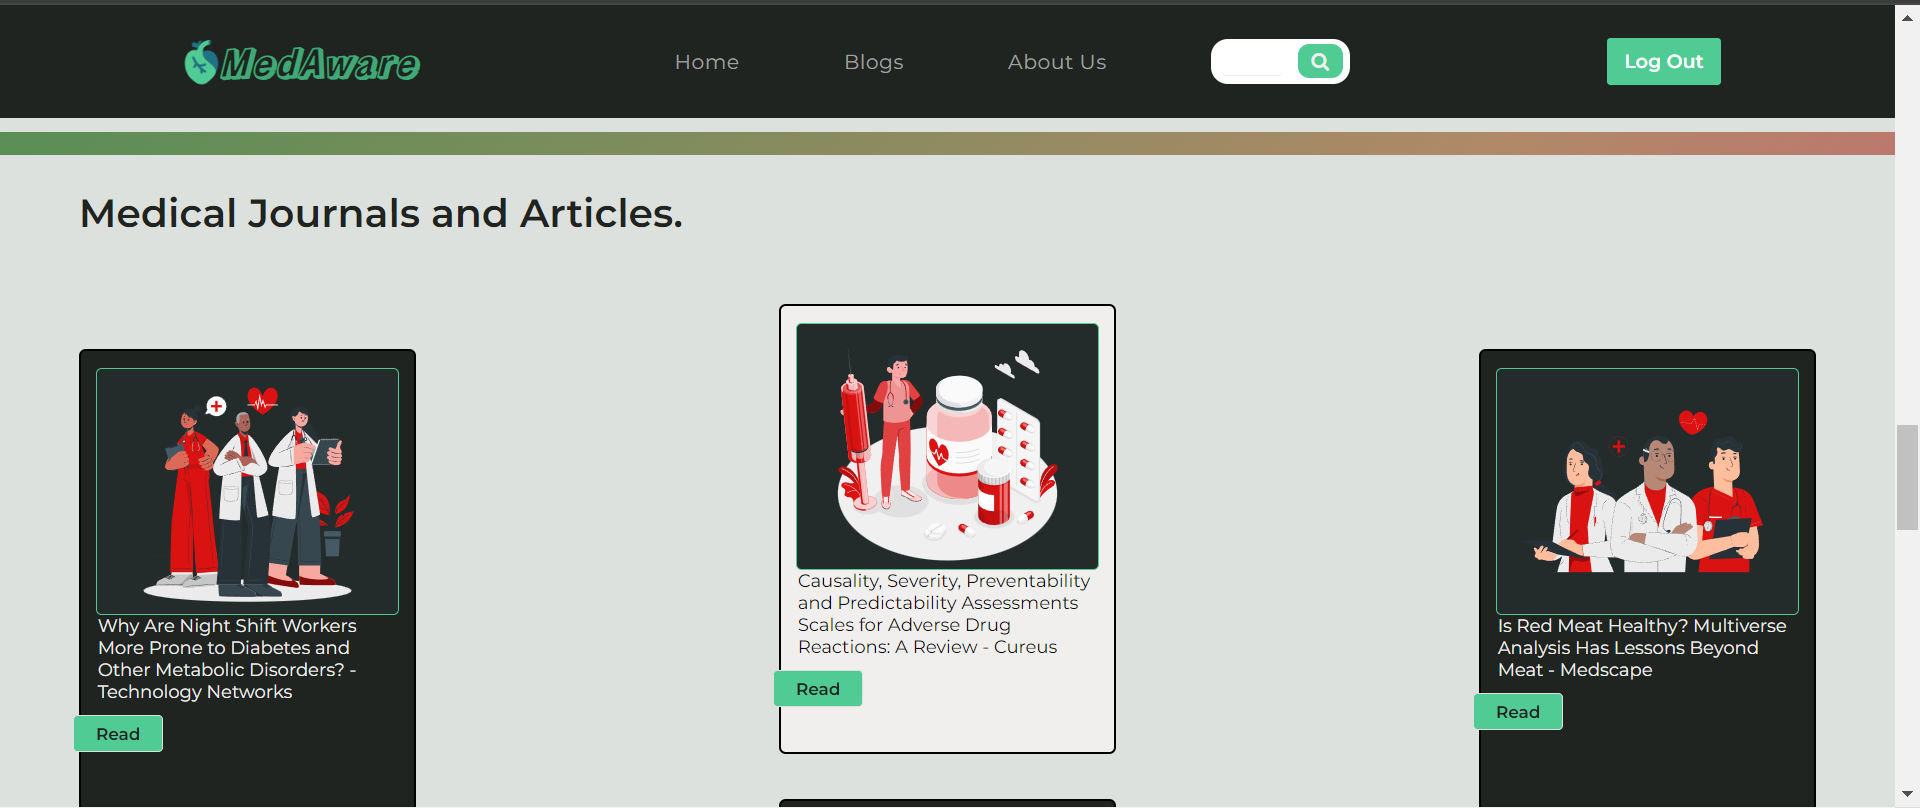 MedAware
Home
Blogs
About Us
Log Out
Medical Journals and Articles.
Why Are Night Shift Workers
More Prone to Diabetes and
Other Metabolic Disorders? -
Technology Networks
Read
Causality, Severity, Preventability
and Predictability Assessments
Scales for Adverse Drug
Reactions: A Review - Cureus
Read
Is Red Meat Healthy? Multiverse
Analysis Has Lessons Beyond
Meat - Medscape
Read